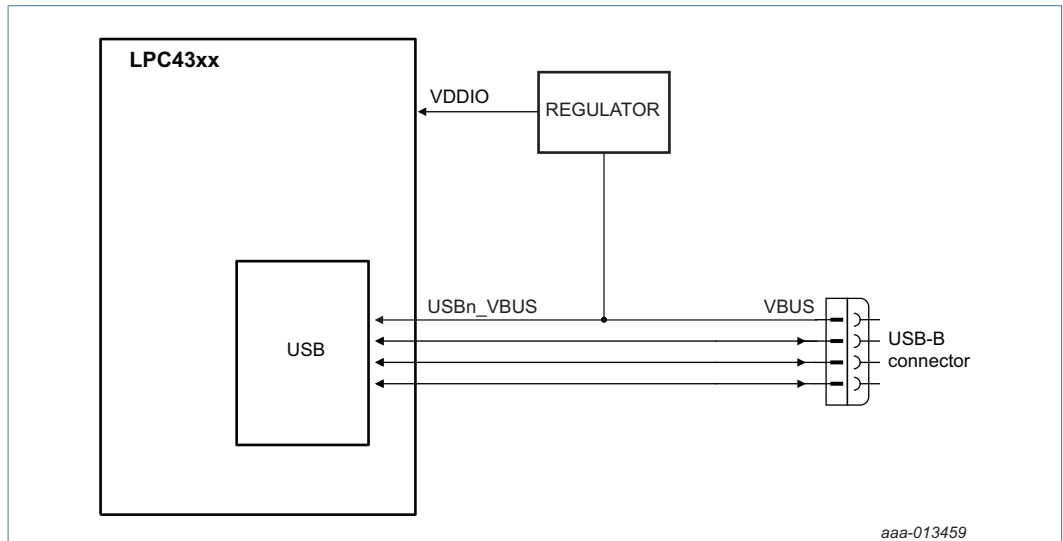 LPC43xx
VDDIO
REGULATOR
USBn_VBUS
VBUS
USB
USB-B
connector
aaa-013459